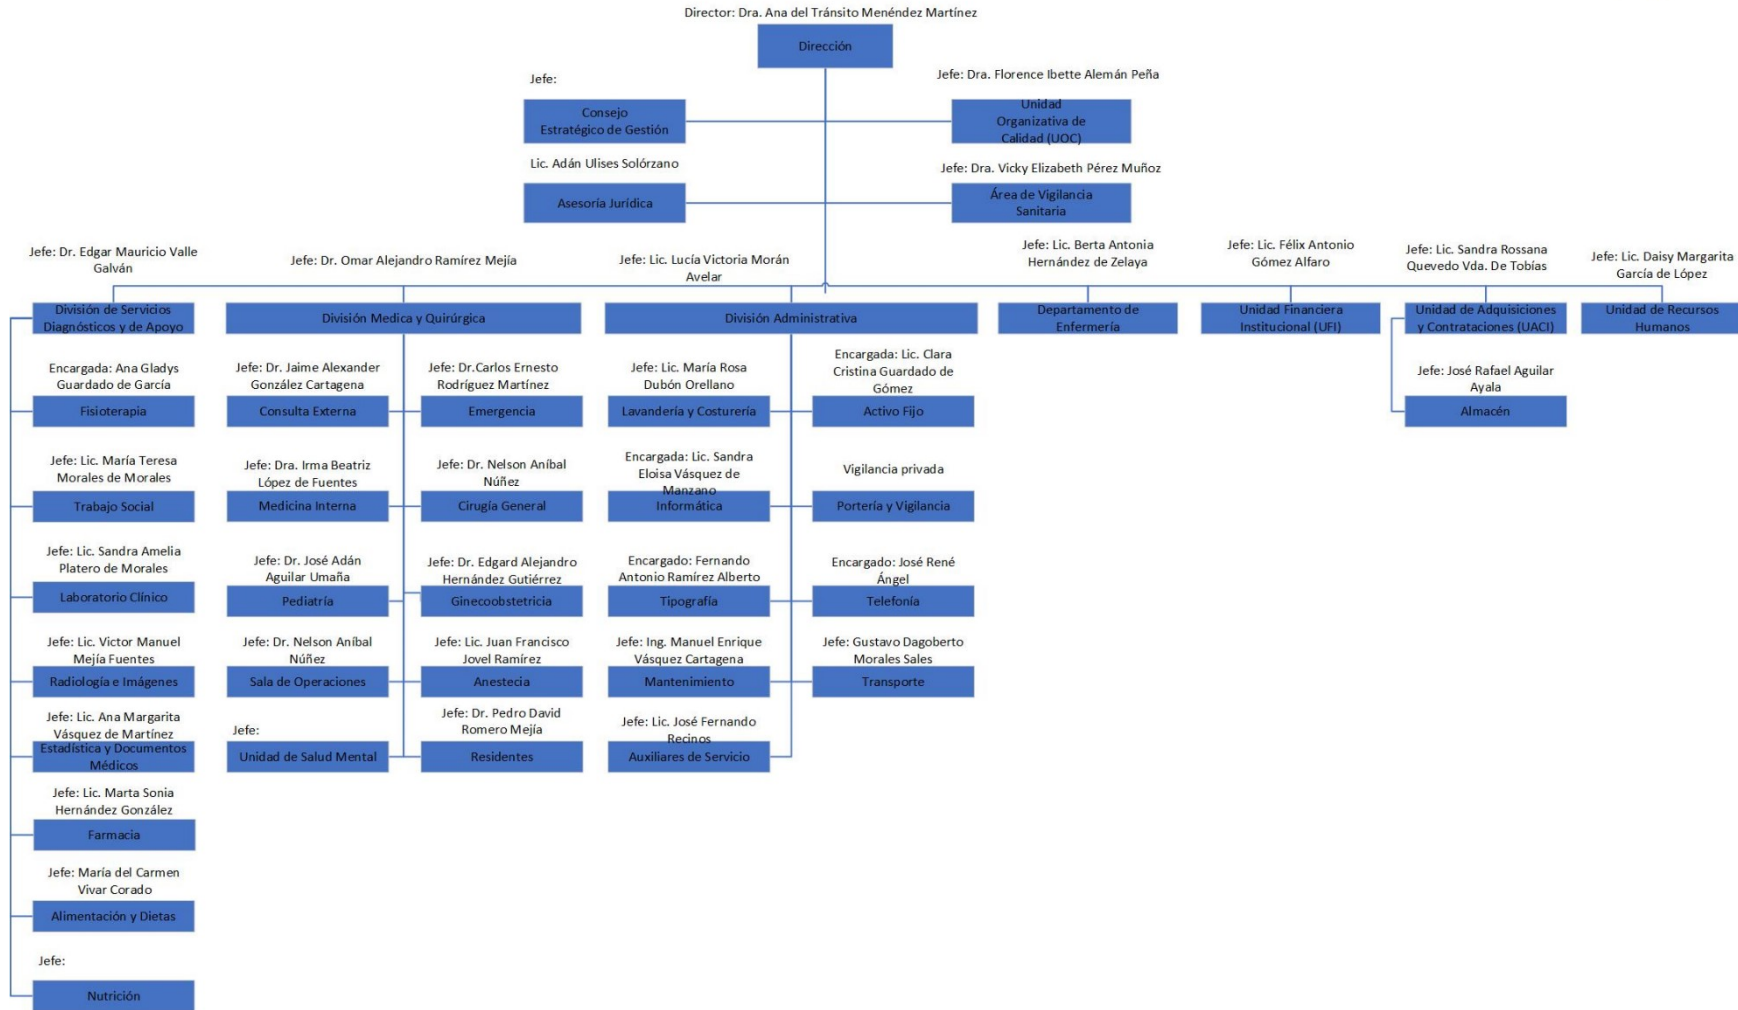 Director: Dra. Ana del Tránsito Menéndez Martínez
Dirección
Jefe:
Consejo
Estratégico de Gestión
Jefe: Dra. Florence Ibette Alemán Peña
Unidad
Organizativa de
Calidad (UOC)
Lic. Adán Ulises Solórzano
Asesoría Jurídica
Jefe: Dra. Vicky Elizabeth Pérez Muñoz
Área de Vigilancia
Sanitaria
Jefe: Dr. Edgar Mauricio Valle
Galván
División de Servicios
Diagnósticos y de Apoyo
Jefe: Dr. Omar Alejandro Ramírez Mejía
División Medica y Quirúrgica
Jefe: Lic. Lucía Victoria Morán
Avelar
División Administrativa
Jefe: Lic. Berta Antonia
Hernández de Zelaya
Departamento de
Enfermería
Jefe: Lic. Félix Antonio
Gómez Alfaro
Unidad Financiera
Institucional (UFI)
Jefe: Lic. Sandra Rossana
Quevedo Vda. De Tobías
Unidad de Adquisiciones
y Contrataciones (UACI)
Jefe: Lic. Daisy Margarita
García de López
Unidad de Recursos
Humanos
Encargada: Ana Gladys
Guardado de García
Fisioterapia
Jefe: Lic. María Teresa
Morales de Morales
Trabajo Social
Jefe: Lic. Sandra Amelia
Platero de Morales
Laboratorio Clínico
Jefe: Lic. Victor Manuel
Mejía Fuentes
Radiología e Imágenes
Jefe: Lic. Ana Margarita
Vásquez de Martínez
Estadística y Documentos
Médicos
Jefe: Lic. Marta Sonia
Hernández González
Farmacia
Jefe: María del Carmen
Vivar Corado
Alimentación y Dietas
Jefe:
Nutrición
Jefe: Dr. Jaime Alexander
González Cartagena
Consulta Externa
Jefe: Dr.Carlos Ernesto
Rodríguez Martínez
Emergencia
Jefe: Dra. Irma Beatriz
López de Fuentes
Medicina Interna
Jefe: Dr. Nelson Aníbal
Núñez
Cirugía General
Jefe: Dr. José Adán
Aguilar Umaña
Pediatría
Jefe: Dr. Edgard Alejandro
Hernández Gutiérrez
Ginecoobstetricia
Jefe: Dr. Nelson Aníbal
Núñez
Sala de Operaciones
Jefe: Lic. Juan Francisco
Jovel Ramírez
Anestecia
Jefe:
Unidad de Salud Mental
Jefe: Dr. Pedro David
Romero Mejía
Residentes
Jefe: Lic. María Rosa
Dubón Orellano
Lavandería y Costurería
Encargada: Lic. Clara
Cristina Guardado de
Gómez
Activo Fijo
Encargada: Lic. Sandra
Eloisa Vásquez de
Manzano
Informática
Vigilancia privada
Portería y Vigilancia
Encargado: Fernando
Antonio Ramírez Alberto
Tipografía
Encargado: José René
Ángel
Telefonía
Jefe: Ing. Manuel Enrique
Vásquez Cartagena
Mantenimiento
Jefe: Gustavo Dagoberto
Morales Sales
Transporte
Jefe: Lic. José Fernando
Recinos
Auxiliares de Servicio
Jefe: José Rafael Aguilar
Ayala
Almacén